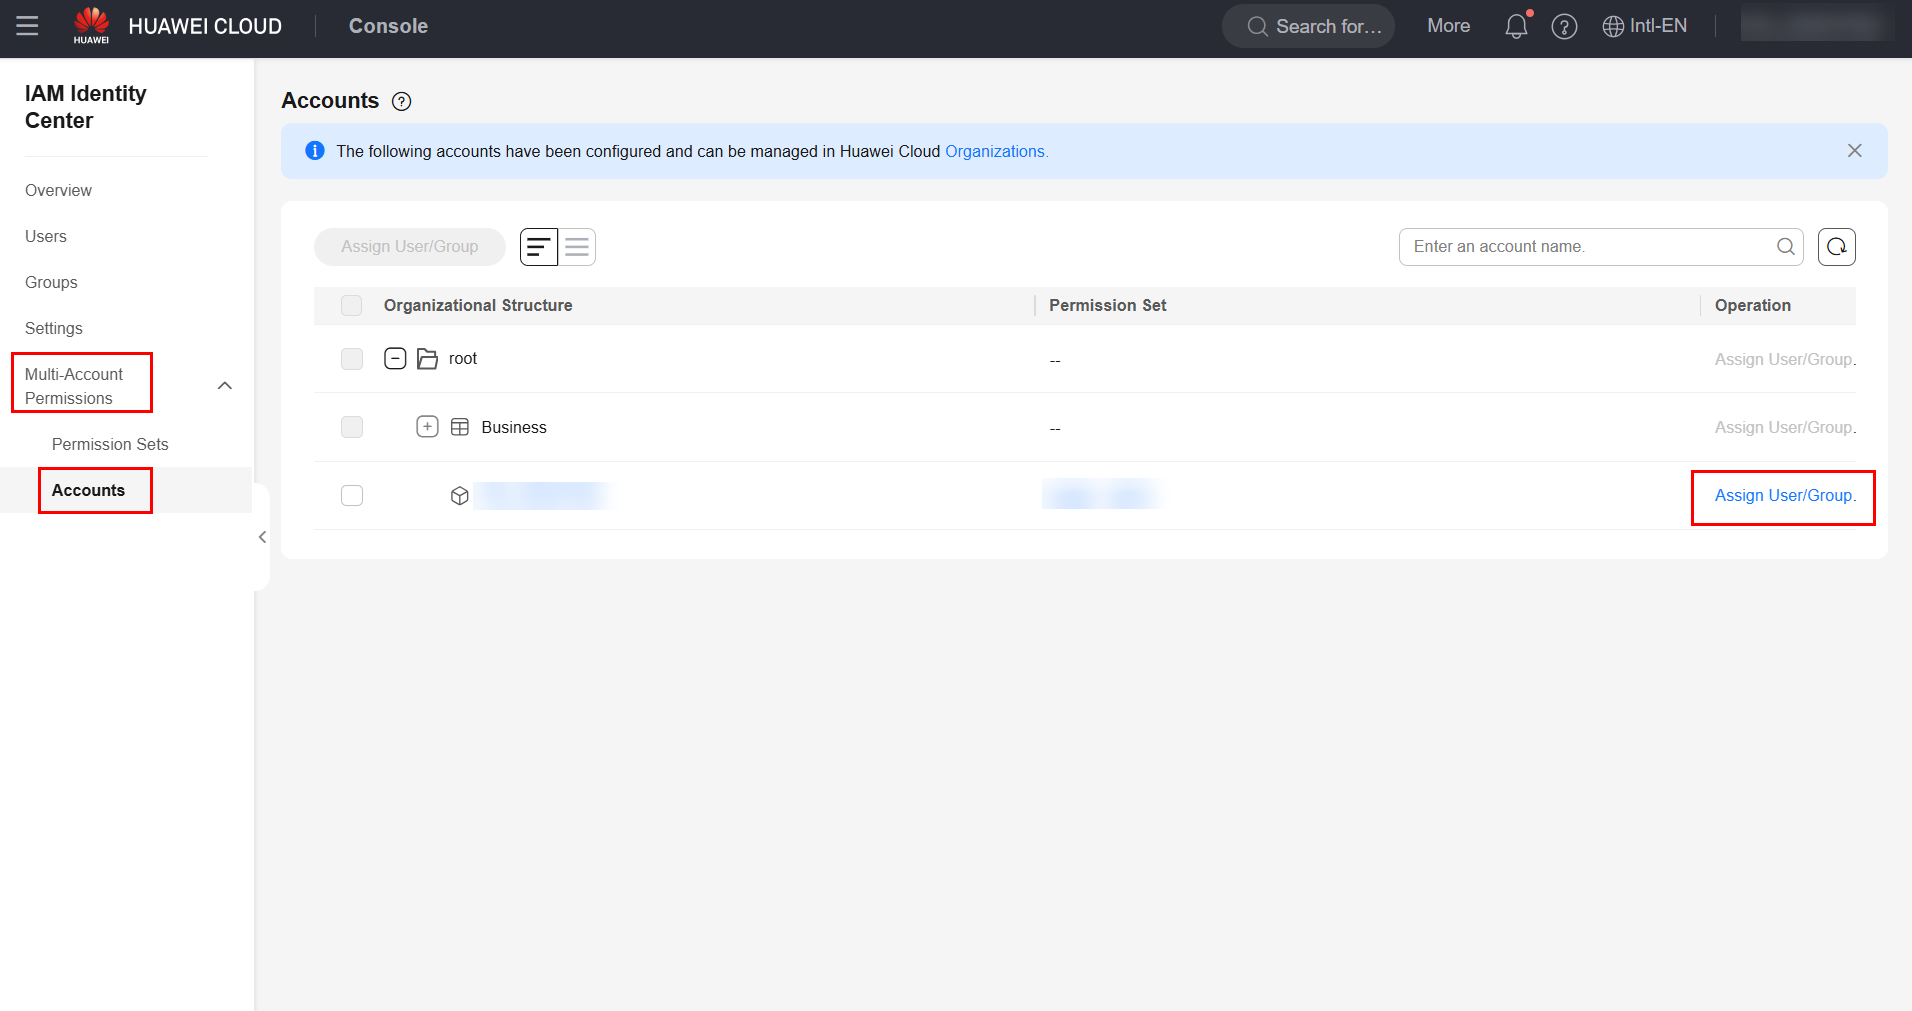 HUAWEI
HUAWEI CLOUD
Console
Search for...
More
Intl-EN
IAM Identity
Center
Overview
Users
Groups
Settings
Multi-Account
Permissions
Permission Sets
Accounts
Accounts
The following accounts have been configured and can be managed in Huawei Cloud Organizations.
Assign User/Group
Enter an account name.
Organizational Structure
Permission Set
Operation
root
--
Assign User/Group.
Business
--
Assign User/Group.
Assign User/Group.